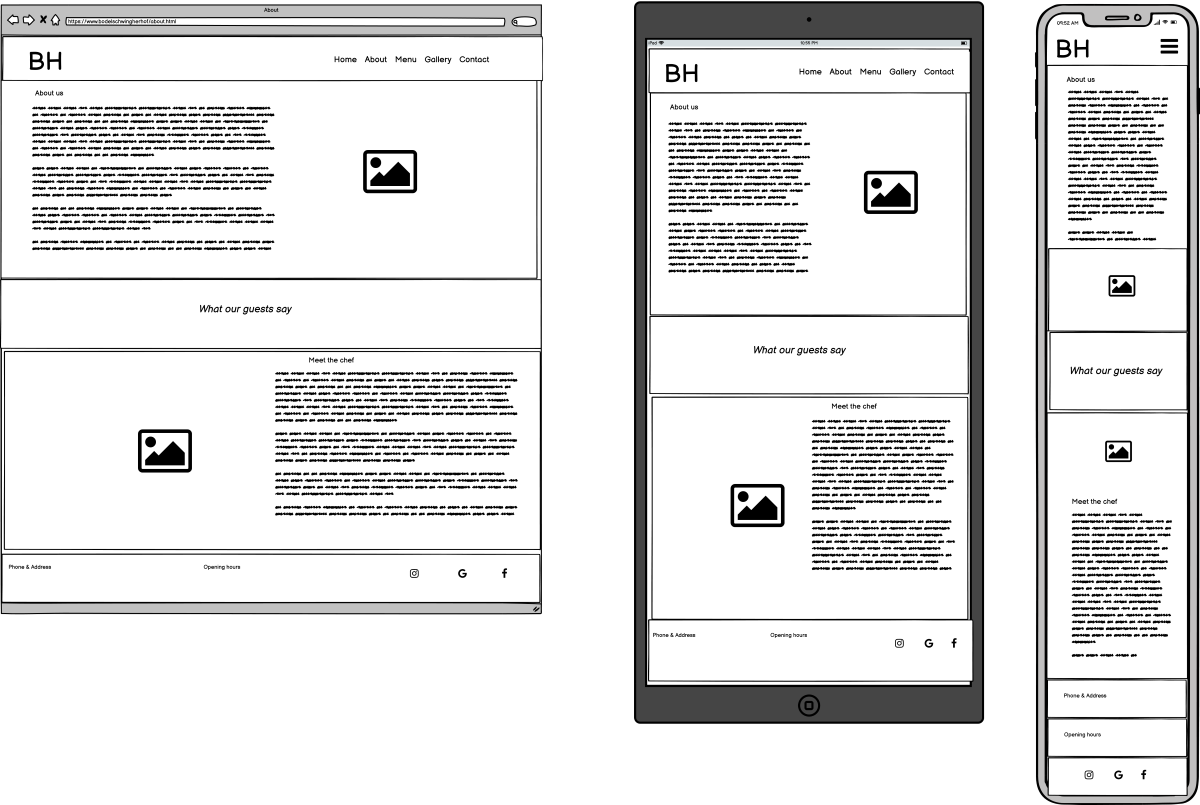 About
https://www.bodelschwingherhof/about.html
BH
Home About Menu Gallery Contact
About us
What our guests say
Meet the chef
Phone & Address
Opening hours
iPad
10:55 PM
BH
Home About Menu Gallery Contact
About us
What our guests say
Meet the chef
Phone & Address
Opening hours
09:52 AM
BH
About us
What our guests say
Meet the chef
Phone & Address
Opening hours